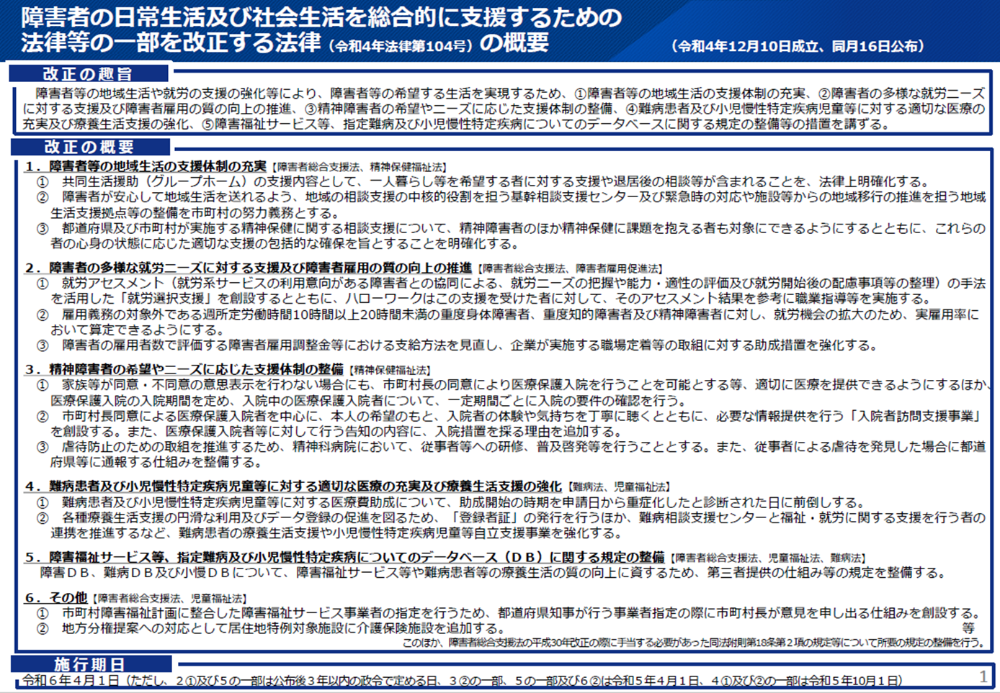 障害者の日常生活及び社会生活を総合的に支援するための
法律等の一部を改正する法律（令和4年法律第104号）の概要
（令和4年12月10日成立、同月16日公布）
改正の趣旨
障害者等の地域生活や就労の支援の強化等により、障害者等の希望する生活を実現するため、①障害者等の地域生活の支援体制の充実、②障害者の多様な就労ニーズ
に対する支援及び障害者雇用の質の向上の推進、③精神障害者の希望やニーズに応じた支援体制の整備、④難病患者及び小児慢性特定疾病児童等に対する適切な医療の
充実及び療養生活支援の強化、⑤障害福祉サービス等、指定難病及び小児慢性特定疾病についてのデータベースに関する規定の整備等の措置を講ずる。
改正の概要
１．障害者等の地域生活の支援体制の充実【障害者総合支援法、精神保健福祉法】
①　共同生活援助（グループホーム）の支援内容として、一人暮らし等を希望する者に対する支援や退居後の相談等が含まれることを、法律上明確化する。
②　障害者が安心して地域生活を送れるよう、地域の相談支援の中核的役割を担う基幹相談支援センター及び緊急時の対応や施設等からの地域移行の推進を担う地域
生活支援拠点等の整備を市町村の努力義務とする。
③　都道府県及び市町村が実施する精神保健に関する相談支援について、精神障害者のほか精神保健に課題を抱える者も対象にできるようにするとともに、これらの
者の心身の状態に応じた適切な支援の包括的な確保を旨とすることを明確化する。
２．障害者の多様な就労ニーズに対する支援及び障害者雇用の質の向上の推進【障害者総合支援法、障害者雇用促進法】
①　就労アセスメント（就労系サービスの利用意向がある障害者との協同による、就労ニーズの把握や能力・適性の評価及び就労開始後の配慮事項等の整理）の手法
を活用した「就労選択支援」を創設するとともに、ハローワークはこの支援を受けた者に対して、そのアセスメント結果を参考に職業指導等を実施する。
②　雇用義務の対象外である週所定労働時間10時間以上20時間未満の重度身体障害者、重度知的障害者及び精神障害者に対し、就労機会の拡大のため、実雇用率に
おいて算定できるようにする。
③　障害者の雇用者数で評価する障害者雇用調整金等における支給方法を見直し、企業が実施する職場定着等の取組に対する助成措置を強化する。
３．精神障害者の希望やニーズに応じた支援体制の整備【精神保健福祉法】
①　家族等が同意・不同意の意思表示を行わない場合にも、市町村長の同意により医療保護入院を行うことを可能とする等、適切に医療を提供できるようにするほか、
医療保護入院の入院期間を定め、入院中の医療保護入院者について、一定期間ごとに入院の要件の確認を行う。
②　市町村長同意による医療保護入院者を中心に、本人の希望のもと、入院者の体験や気持ちを丁寧に聴くとともに、必要な情報提供を行う「入院者訪問支援事業」
を創設する。また、医療保護入院者等に対して行う告知の内容に、入院措置を採る理由を追加する。
③　虐待防止のための取組を推進するため、精神科病院において、従事者等への研修、普及啓発等を行うこととする。また、従事者による虐待を発見した場合に都道
府県等に通報する仕組みを整備する。
４．難病患者及び小児慢性特定疾病児童等に対する適切な医療の充実及び療養生活支援の強化【難病法、児童福祉法】
①　難病患者及び小児慢性特定疾病児童等に対する医療費助成について、助成開始の時期を申請日から重症化したと診断された日に前倒しする。
②　各種療養生活支援の円滑な利用及びデータ登録の促進を図るため、「登録者証」の発行を行うほか、難病相談支援センターと福祉・就労に関する支援を行う者の
連携を推進するなど、難病患者の療養生活支援や小児慢性特定疾病児童等自立支援事業を強化する。
５．障害福祉サービス等、指定難病及び小児慢性特定疾病についてのデータベース（ＤＢ）に関する規定の整備【障害者総合支援法、児童福祉法、難病法】
障害ＤＢ、難病ＤＢ及び小慢ＤＢについて、障害福祉サービス等や難病患者等の療養生活の質の向上に資するため、第三者提供の仕組み等の規定を整備する。
６．その他【障害者総合支援法、児童福祉法】
①　市町村障害福祉計画に整合した障害福祉サービス事業者の指定を行うため、都道府県知事が行う事業者指定の際に市町村長が意見を申し出る仕組みを創設する。
②　地方分権提案への対応として居住地特例対象施設に介護保険施設を追加する。　等
このほか、障害者総合支援法の平成30年改正の際に手当する必要があった同法附則第18条第２項の規定等について所要の規定の整備を行う。
施行期日
令和６年４月１日（ただし、２①及び５の一部は公布後３年以内の政令で定める日、３②の一部、５の一部及び６②は令和５年４月１日、４①及び②の一部は令和５年10月１日）
1